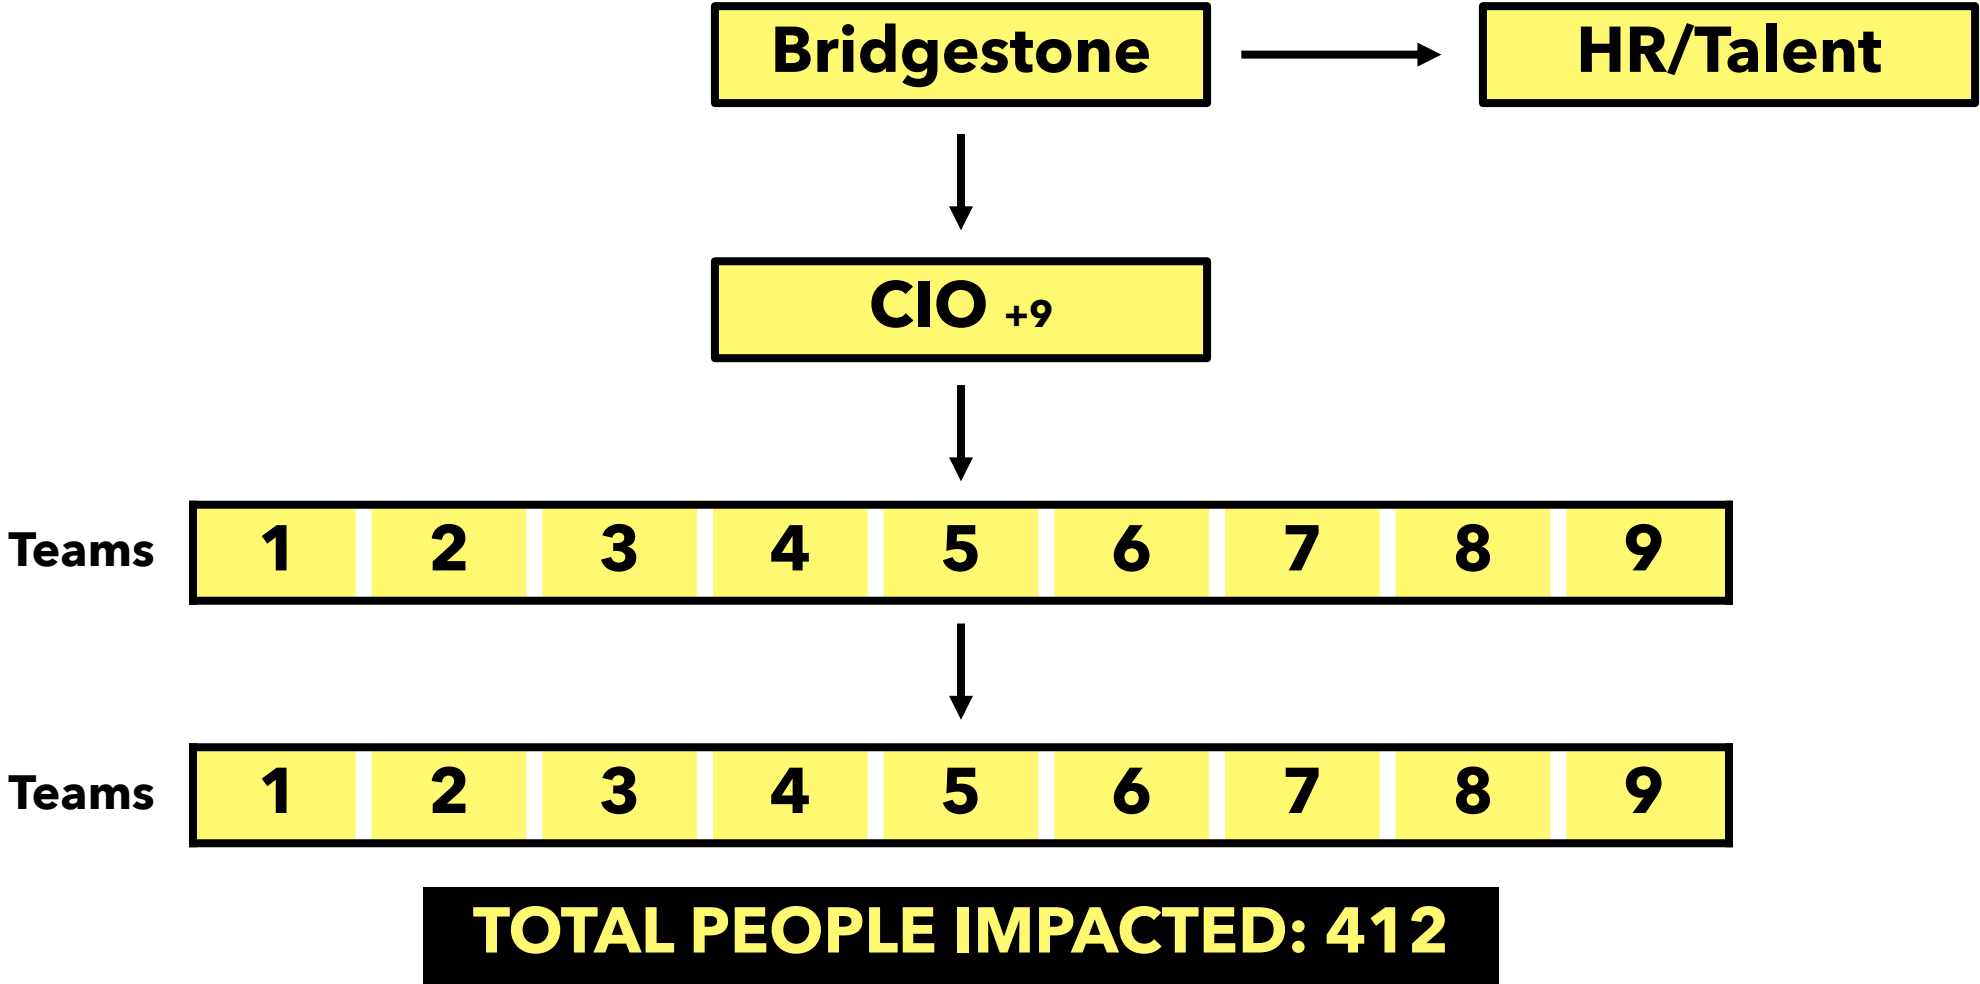 Bridgestone HR/Talent
CIO +9
Teams 1 2 3 4 5 6 7 8 9
Teams 1 2 3 4 5 6 7 8 9
TOTAL PEOPLE IMPACTED: 412